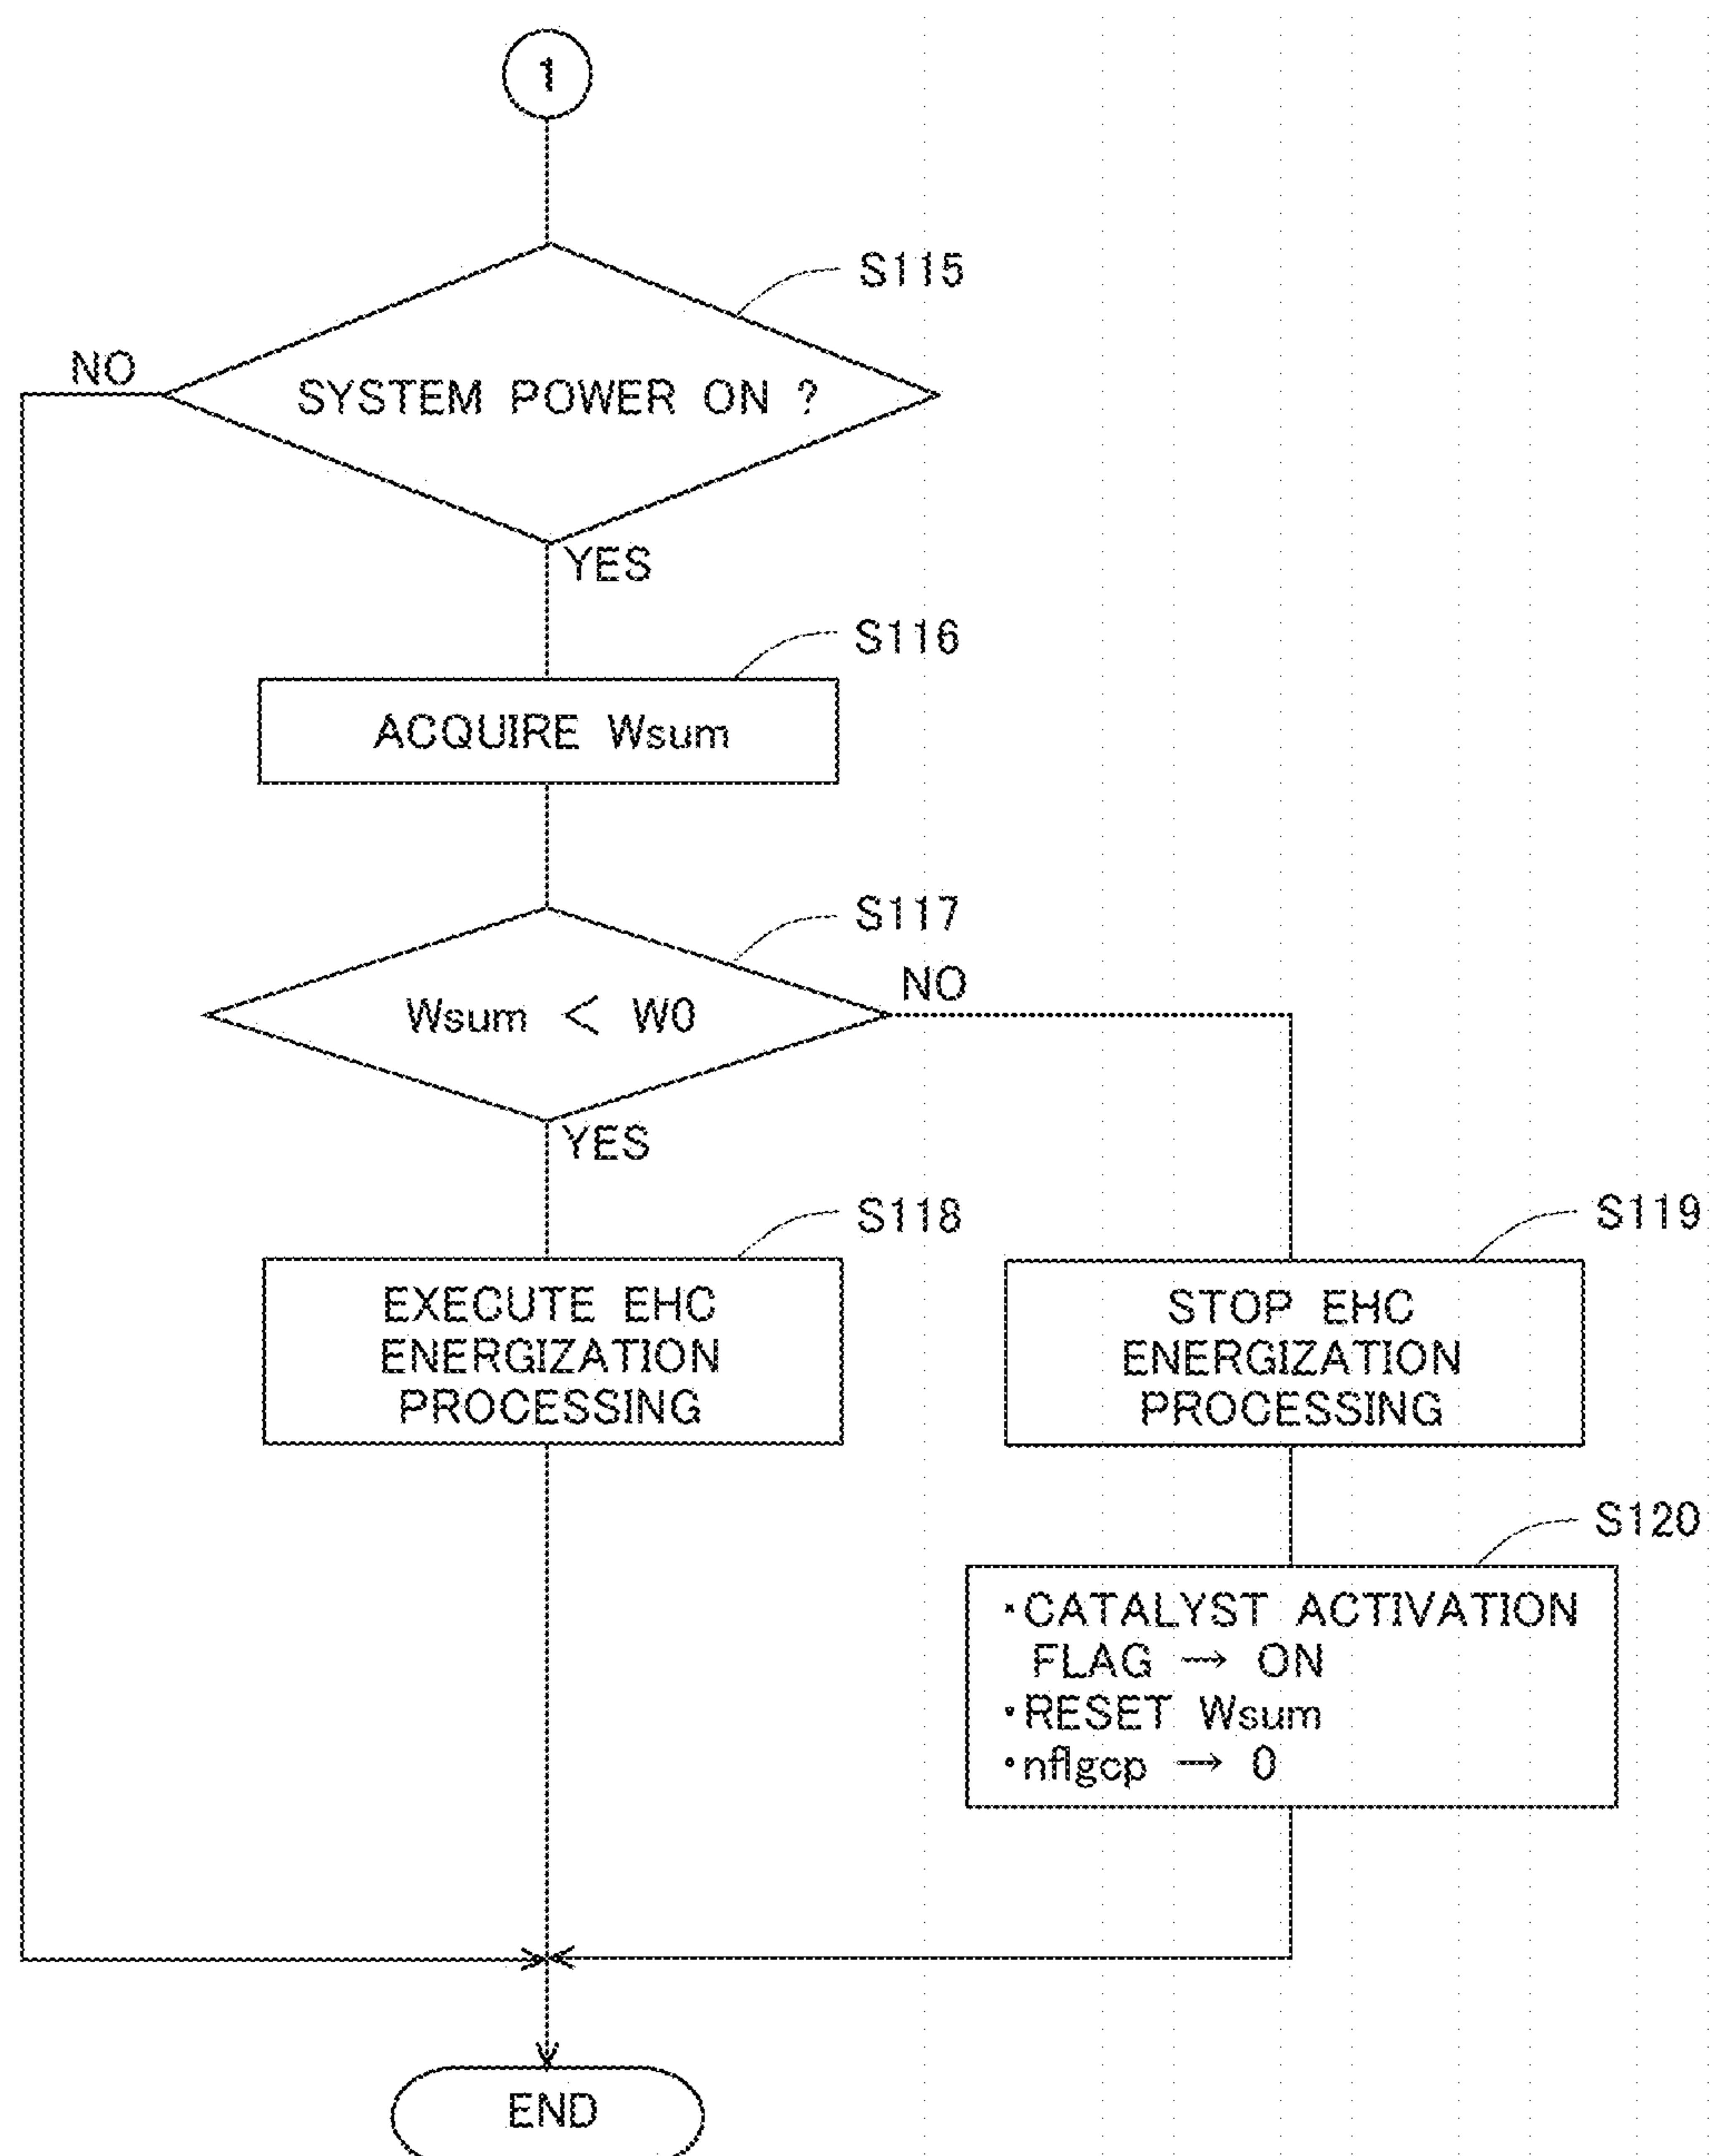 1
S115
NO
SYSTEM POWER ON ?
YES
S116
ACQUIRE Wsum
S117
NO
Wsum < W0
YES
S118
EXECUTE EHC
ENERGIZATION
PROCESSING
S119
STOP EHC
ENERGIZATION
PROCESSING
S120
・CATALYST ACTIVATION
FLAG → ON
・RESET Wsum
・nflgcp → 0
END